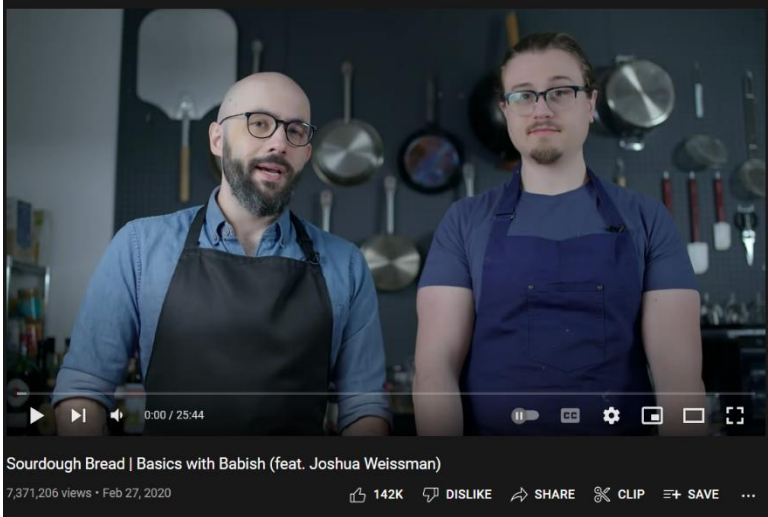 0:00 / 25:44
CC
Sourdough Bread | Basics with Babish (feat. Joshua Weissman)
7,371,206 views • Feb 27, 2020
142K DISLIKE SHARE CLIP SAVE ...